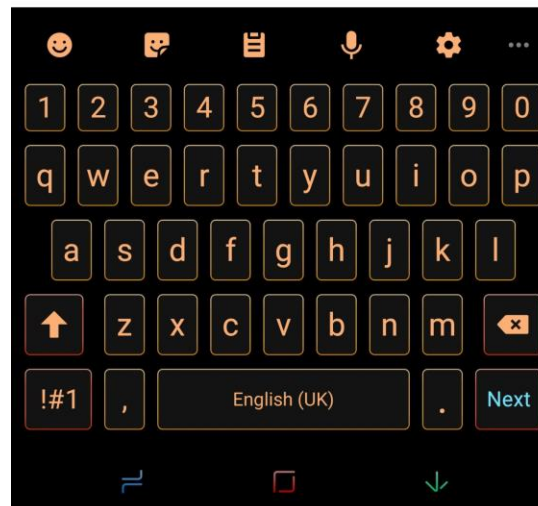 1 2 3 4 5 6 7 8 9 0
q w e r t y u i o p
a s d f g h j k l
z x c v b n m
!#1 , English (UK) . Next